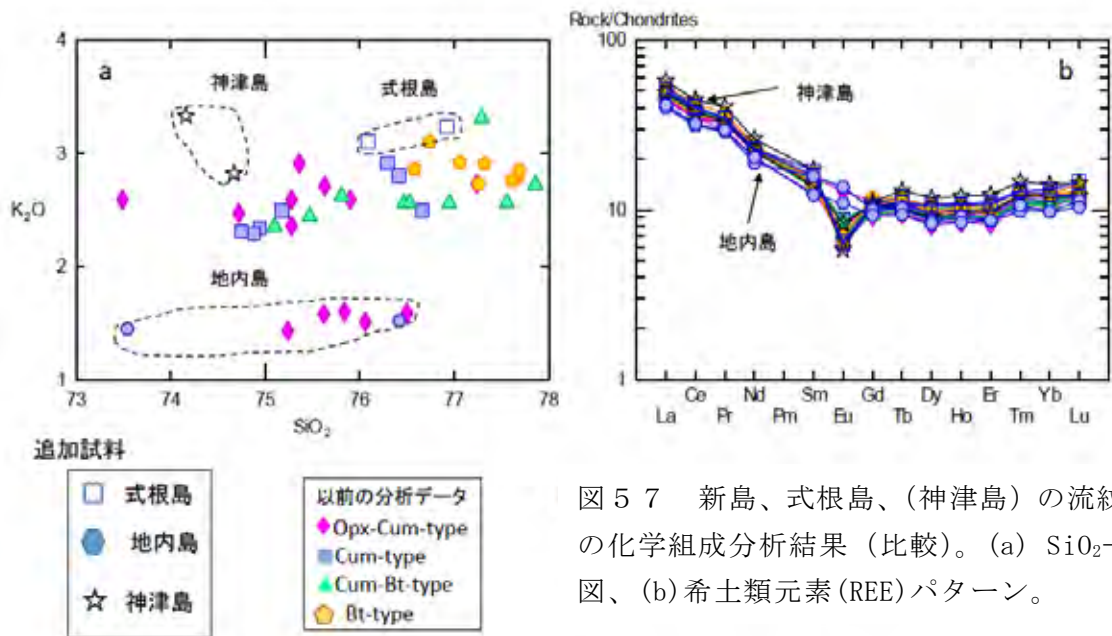 Rock/Chondrites
4
3
2
1
K₂O
a
神津島
式根島
地内島
73
74
75
76
77
78
SiO₂
100
10
1
b
神津島
地内島
Ce
Nd
Sm
Gd
Dy
Er
Yb
La
Pr
Pm
Eu
Tb
Ho
Tm
Lu
追加試料
式根島
地内島
神津島
以前の分析データ
Opx-Cum-type
Cum-type
Cum-Bt-type
Bt-type
図57 新島、式根島、(神津島) の流紋
の化学組成分析結果 (比較)。(a) SiO₂-
図、(b)希土類元素(REE)パターン。